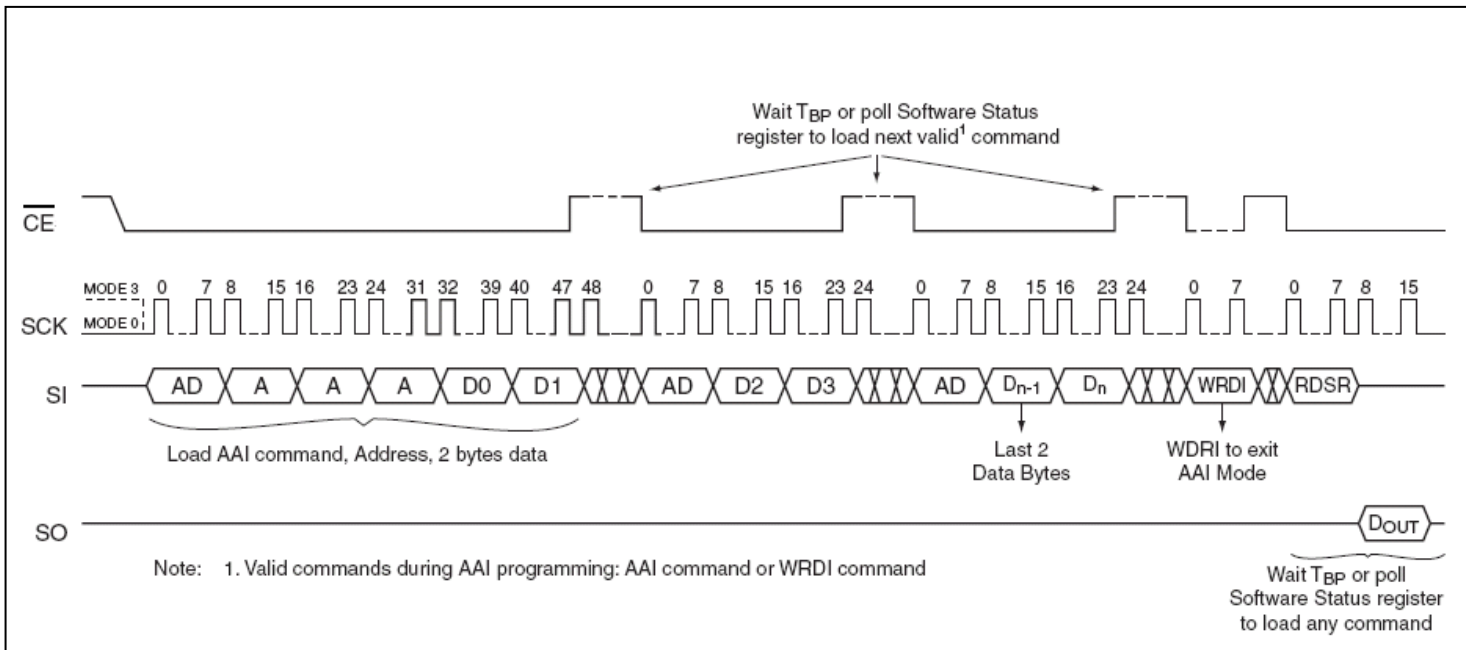 Wait TBP or poll Software Status
register to load next valid1 command
CE
MODE 3
0 7 8 15 16 23 24 31 32 39 40 47 48 0 7 8 15 16 23 24 0 7 8 15 16 23 24 0 7 0 7 8 15
SCK
MODE 0
SI
AD A A A D0 D1 AD D2 D3 AD Dn-1 Dn WRDI RDSR
Load AAI command, Address, 2 bytes data
Last 2
Data Bytes
WDRI to exit
AAI Mode
SO
DOUT
Note: 1. Valid commands during AAI programming: AAI command or WRDI command
Wait TBP or poll
Software Status register
to load any command